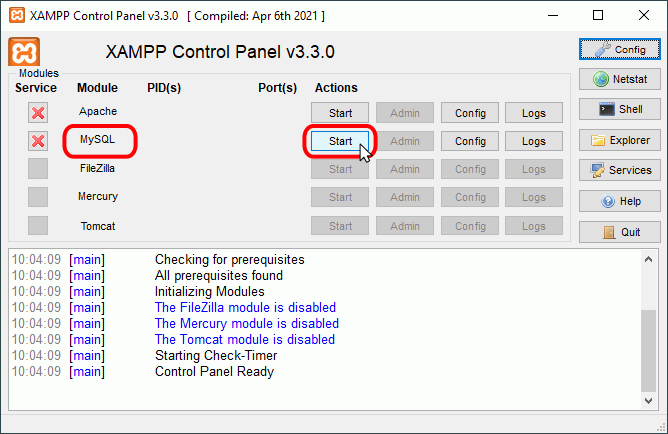 XAMPP Control Panel v3.3.0 [ Compiled: Apr 6th 2021 ]
XAMPP Control Panel v3.3.0
Config
Modules
Service Module PID(s) Port(s) Actions
Netstat
Apache Start Admin Config Logs
Shell
MySQL Start Admin Config Logs
Explorer
FileZilla Start Admin Config Logs
Services
Mercury Start Admin Config Logs
Help
Tomcat Start Admin Config Logs
Quit
10:04:09 [main] Checking for prerequisites
10:04:09 [main] All prerequisites found
10:04:09 [main] Initializing Modules
10:04:09 [main] The FileZilla module is disabled
10:04:09 [main] The Mercury module is disabled
10:04:09 [main] The Tomcat module is disabled
10:04:09 [main] Starting Check-Timer
10:04:09 [main] Control Panel Ready